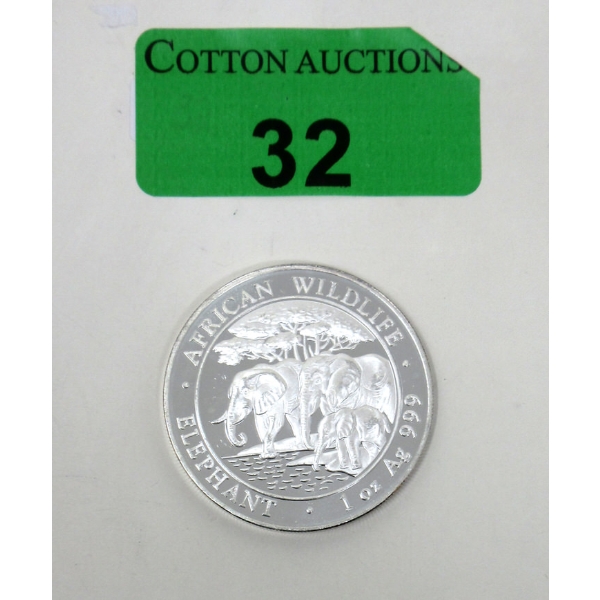 COTTON AUCTIONS
32
AFRICAN WILDLIFE
ELEPHANT · 1 oz Ag 999